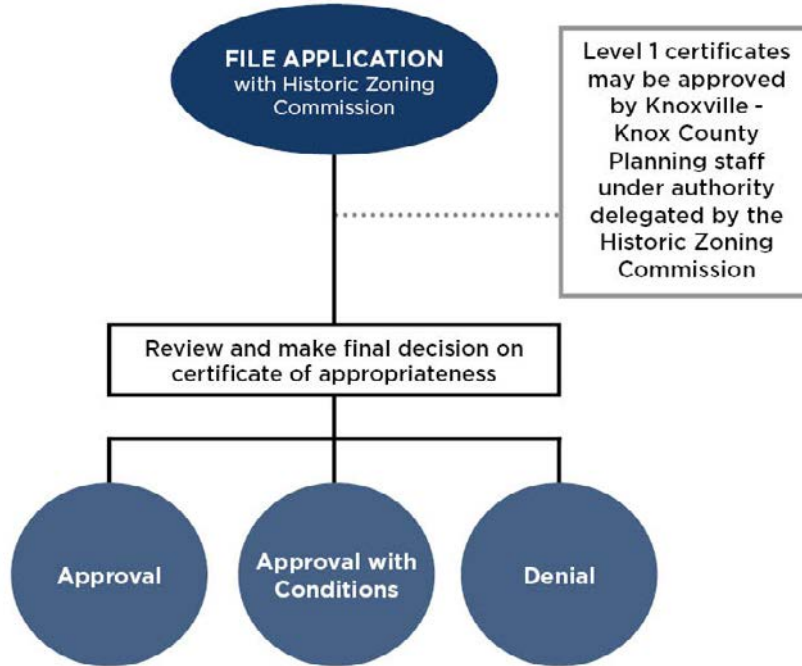 FILE APPLICATION
with Historic Zoning
Commission
Level 1 certificates
may be approved
by Knoxville -
Knox County
Planning staff
under authority
delegated by the
Historic Zoning
Commission
Review and make final decision on
certificate of appropriateness
Approval
Approval with
Conditions
Denial